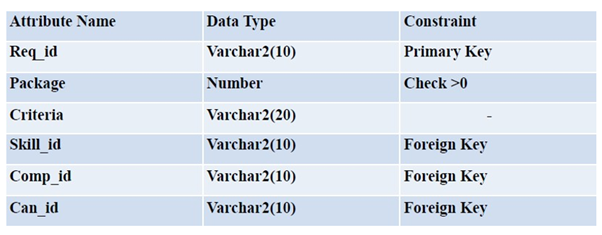 Attribute Name Data Type Constraint
Req_id Varchar2(10) Primary Key
Package Number Check >0
Criteria Varchar2(20) -
Skill_id Varchar2(10) Foreign Key
Comp_id Varchar2(10) Foreign Key
Can_id Varchar2(10) Foreign Key